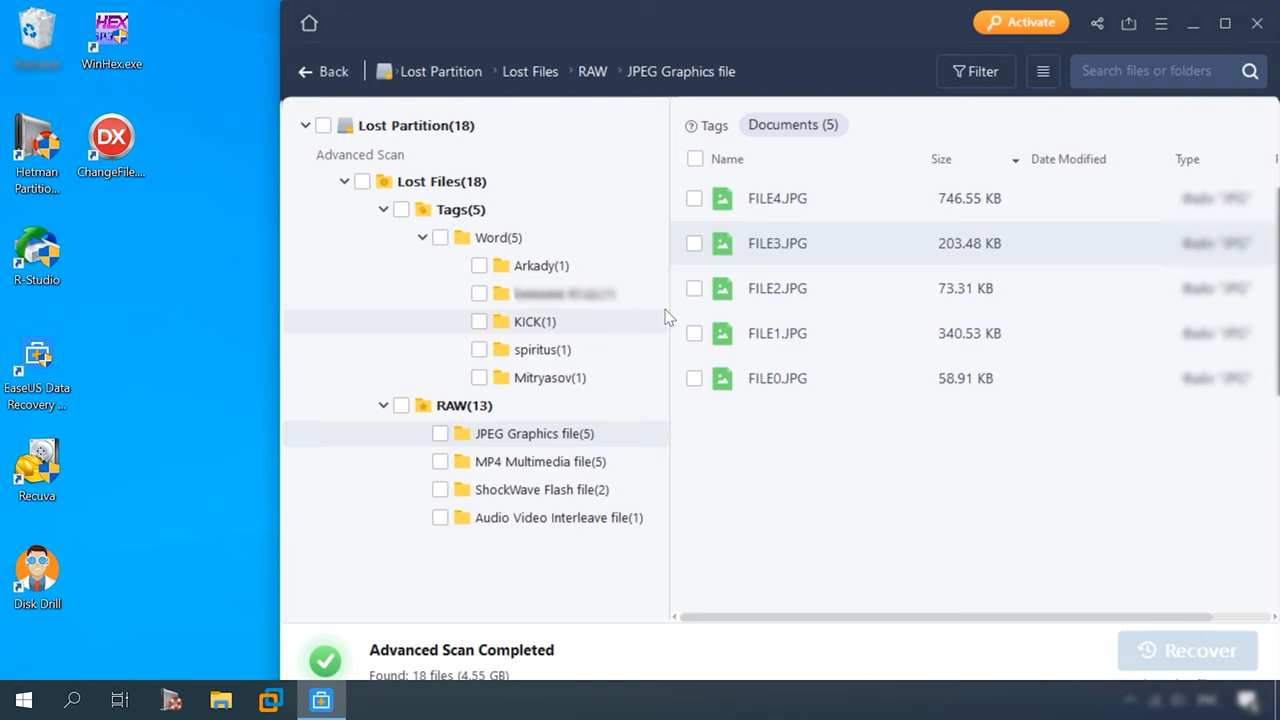 WinHex.exe
Hetman
Partitio...
ChangeFile....
R-Studio
EaseUS Data
Recovery ...
Recuva
Disk Drill
Activate
Back
Lost Partition
Lost Files
RAW
JPEG Graphics file
Filter
Search files or folders
Lost Partition(18)
Advanced Scan
Lost Files(18)
Tags(5)
Word(5)
Arkady(1)
KICK(1)
spiritus(1)
Mitryasov(1)
RAW(13)
JPEG Graphics file(5)
MP4 Multimedia file(5)
ShockWave Flash file(2)
Audio Video Interleave file(1)
Tags Documents (5)
Name Size Date Modified Type
FILE4.JPG 746.55 KB
FILE3.JPG 203.48 KB
FILE2.JPG 73.31 KB
FILE1.JPG 340.53 KB
FILE0.JPG 58.91 KB
Advanced Scan Completed
Found: 18 files (4.55 GB)
Recover